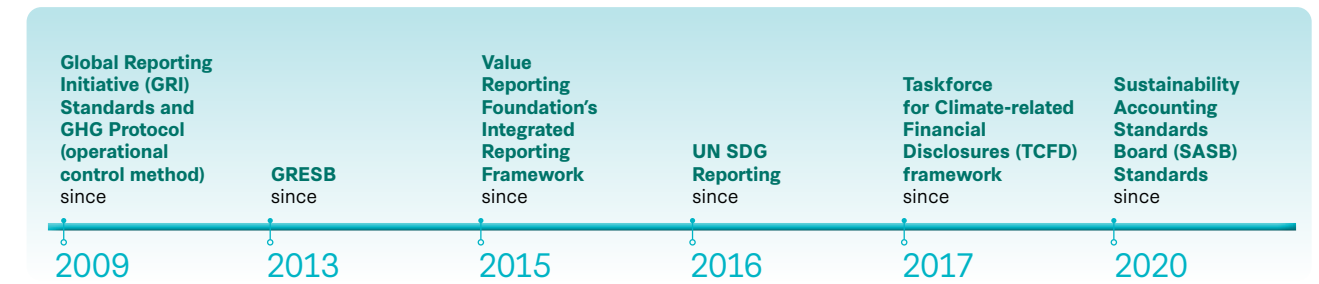 Global Reporting
Initiative (GRI)
Standards and
GHG Protocol
(operational
control method)
since
2009
GRESB
since
2013
Value
Reporting
Foundation's
Integrated
Reporting
Framework
since
2015
UN SDG
Reporting
since
2016
Taskforce
for Climate-related
Financial
Disclosures (TCFD)
framework
since
2017
Sustainability
Accounting
Standards
Board (SASB)
Standards
since
2020